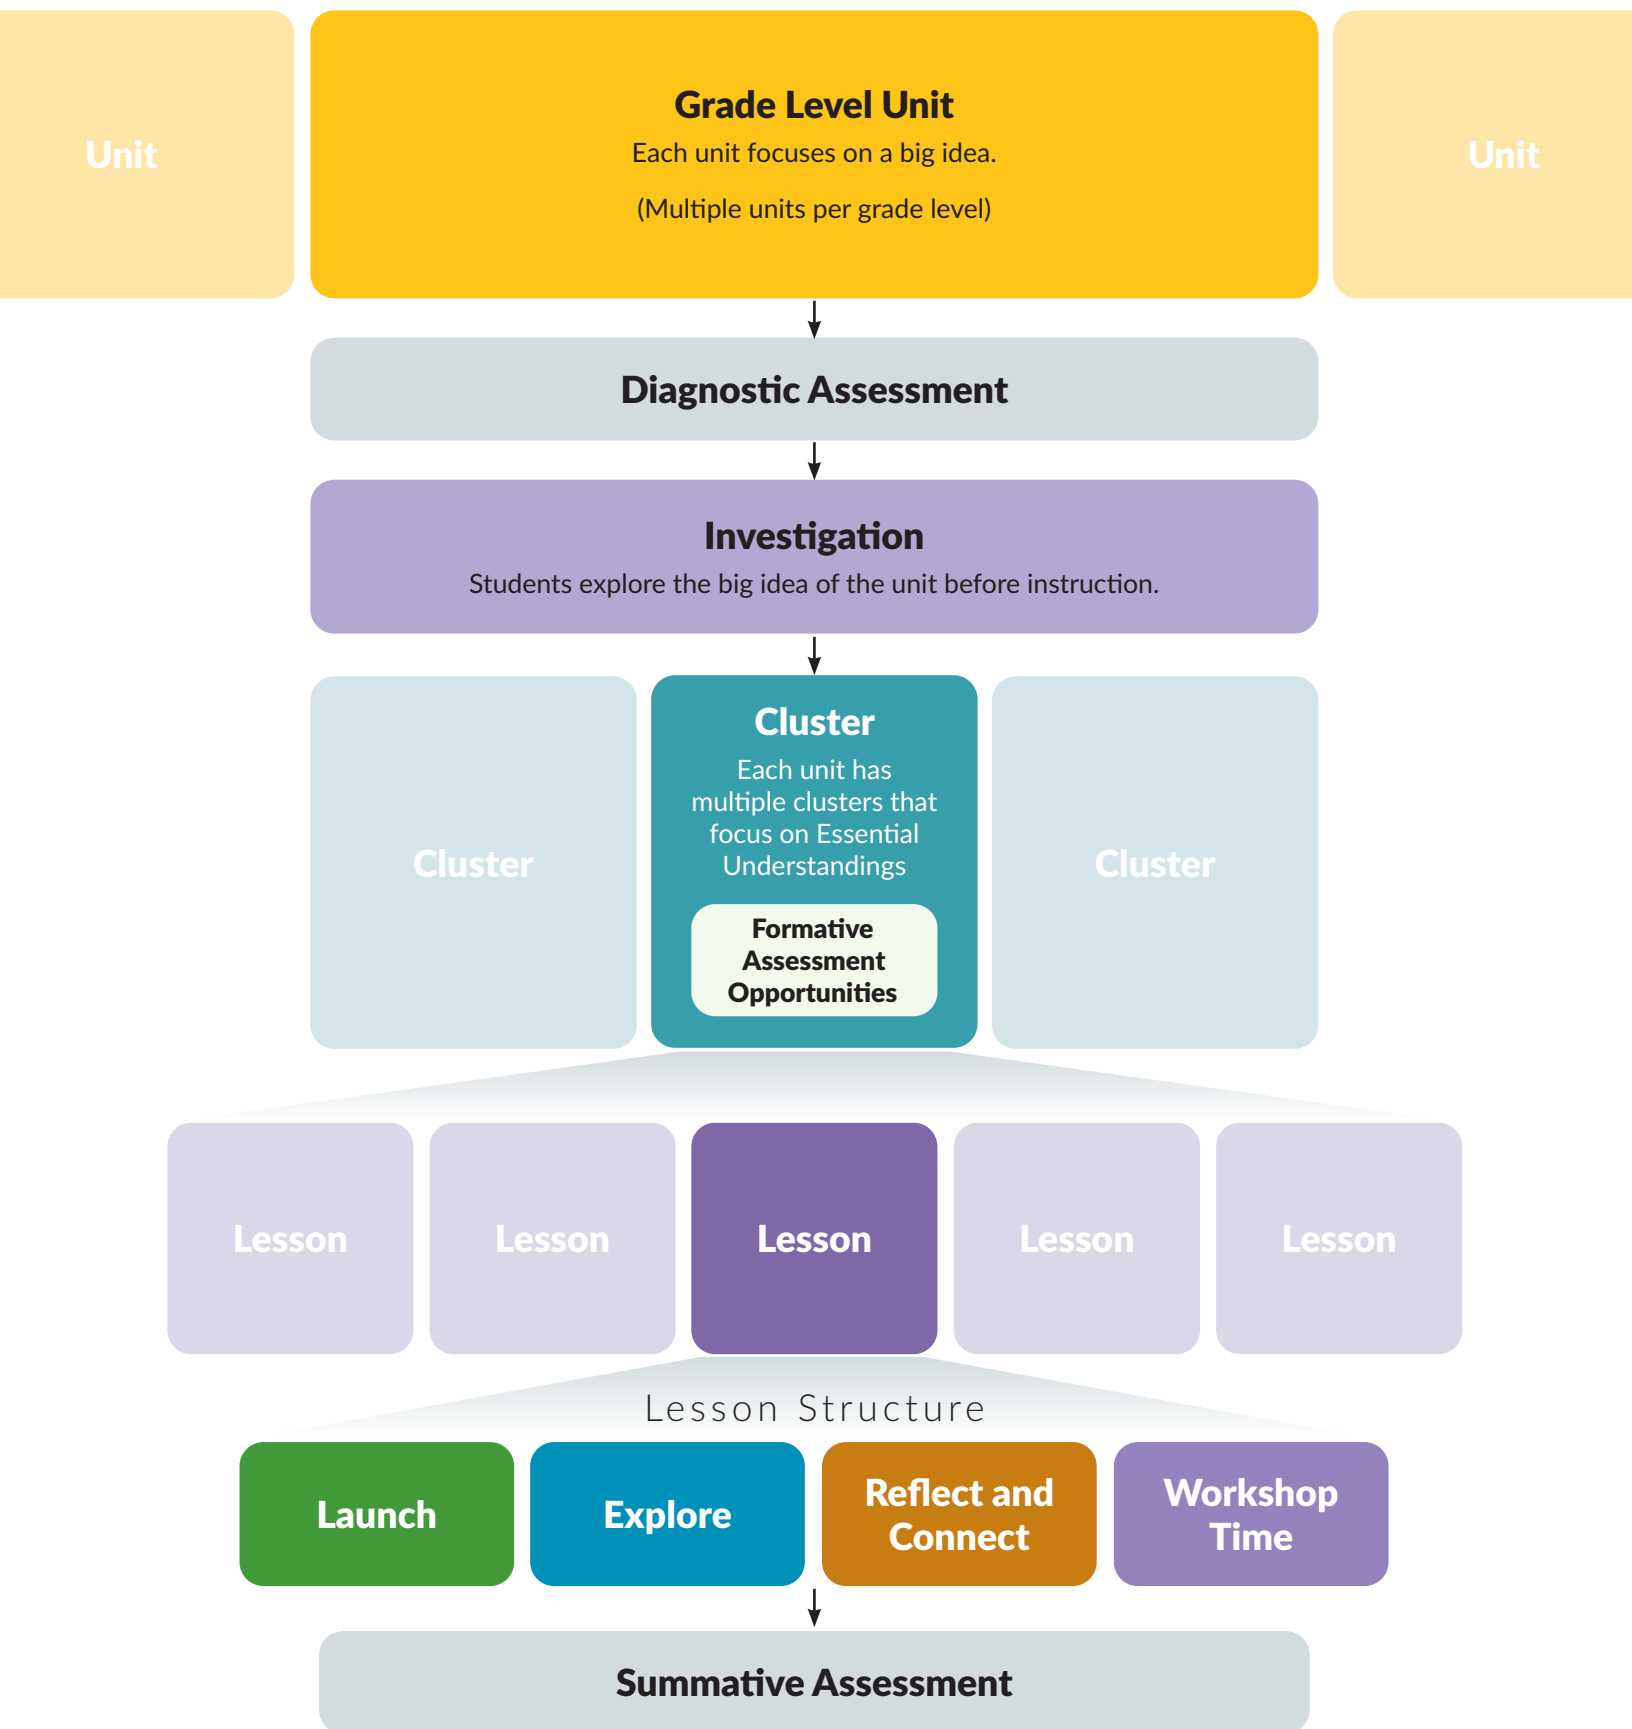 Unit
Grade Level Unit
Each unit focuses on a big idea.
(Multiple units per grade level)
Unit
Diagnostic Assessment
Investigation
Students explore the big idea of the unit before instruction.
Cluster
Cluster
Each unit has
multiple clusters that
focus on Essential
Understandings
Formative
Assessment
Opportunities
Cluster
Lesson
Lesson
Lesson
Lesson
Lesson
Lesson Structure
Launch
Explore
Reflect and
Connect
Workshop
Time
Summative Assessment